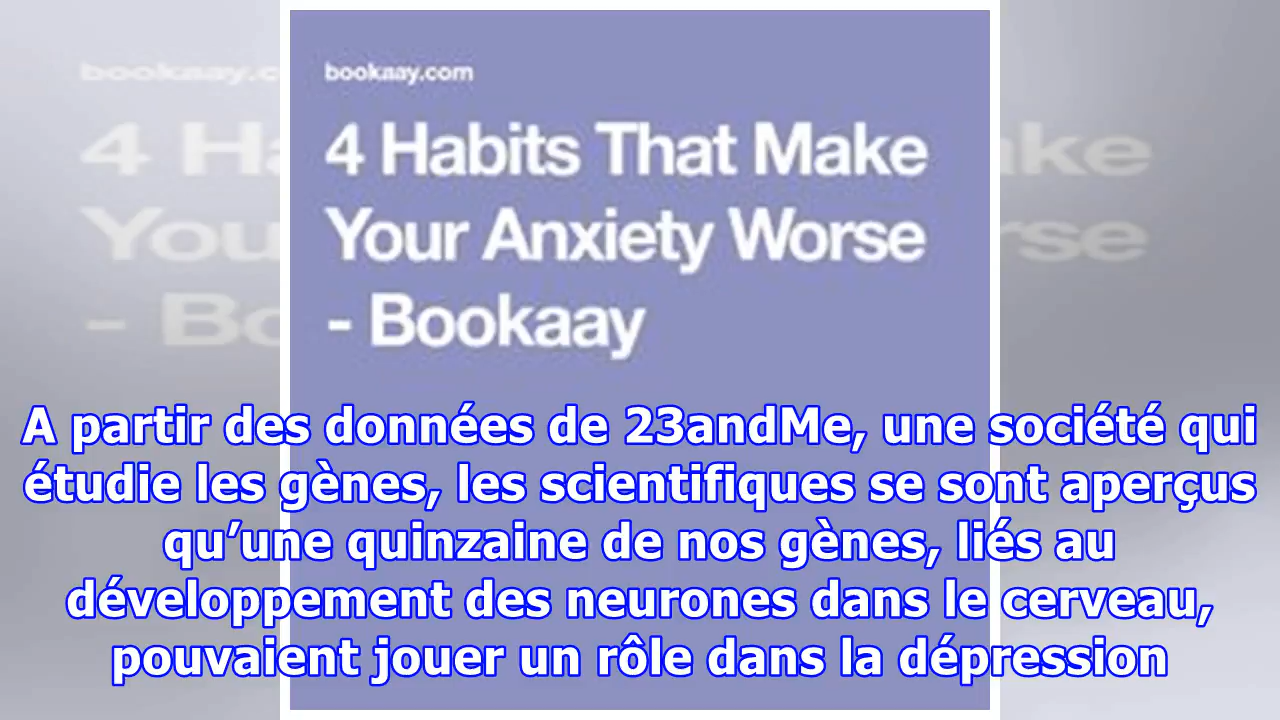 bookaay.com
4 Habits That Make
Your Anxiety Worse
- Bookaay
A partir des données de 23andMe, une société qui
étudie les gènes, les scientifiques se sont aperçus
qu’une quinzaine de nos gènes, liés au
développement des neurones dans le cerveau,
pouvaient jouer un rôle dans la dépression